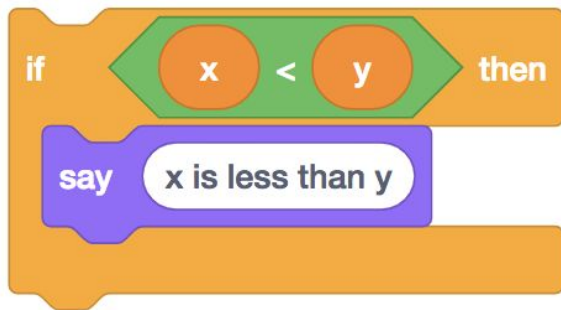 if x < y then
say x is less than y